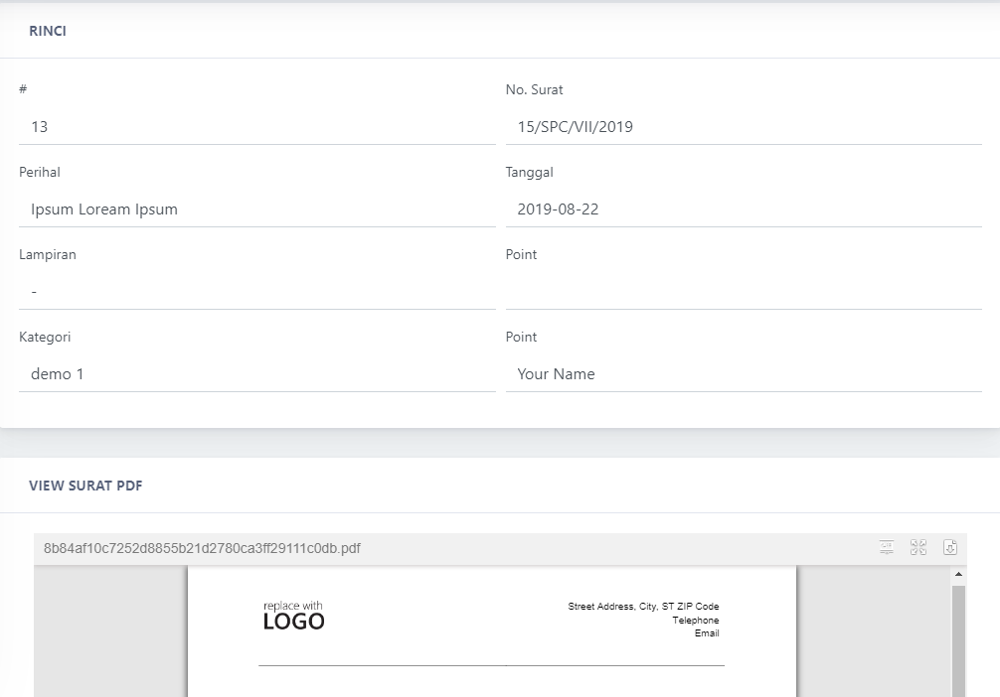 RINCI
#
No. Surat
13
15/SPC/VII/2019
Perihal
Tanggal
Ipsum Loream Ipsum
2019-08-22
Lampiran
Point
-
Kategori
Point
demo 1
Your Name
VIEW SURAT PDF
8b84af10c7252d8855b21d2780ca3ff29111c0db.pdf
replace with
LOGO
Street Address, City, ST ZIP Code
Telephone
Email